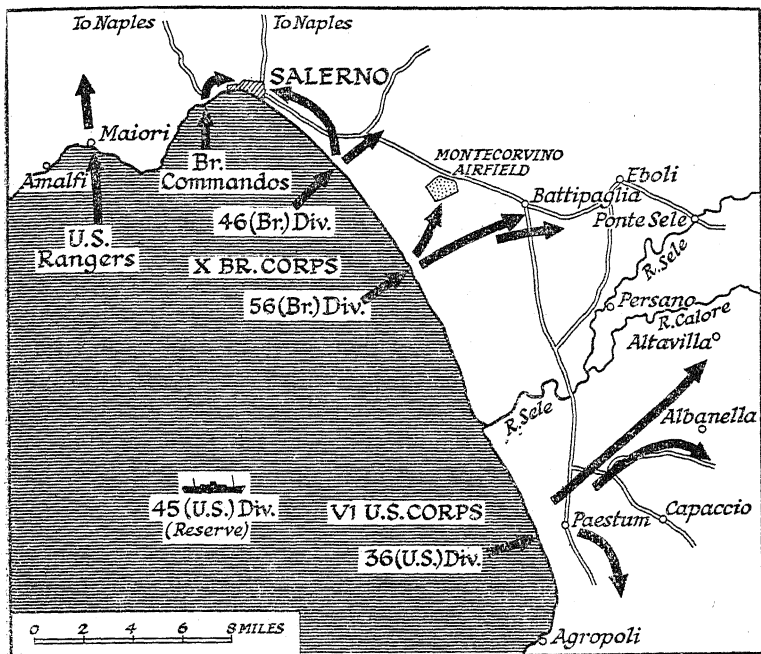 To Naples
To Naples
SALERNO
Maiori
Amalfi
Br.
Commandos
MONTECORVINO
AIRFIELD
Eboli
Battipaglia
Ponte Sele
46(Br.)Div.
U.S.
Rangers
X BR. CORPS
R. Sele
56(Br.)Div.
Persano
R. Calore
Altavilla
R. Sele
Albanella
45 (U.S.) Div.
(Reserve)
VI U.S. CORPS
Paestum
Capaccio
36(U.S.)Div.
0 2 4 6 8 MILES
Agropoli